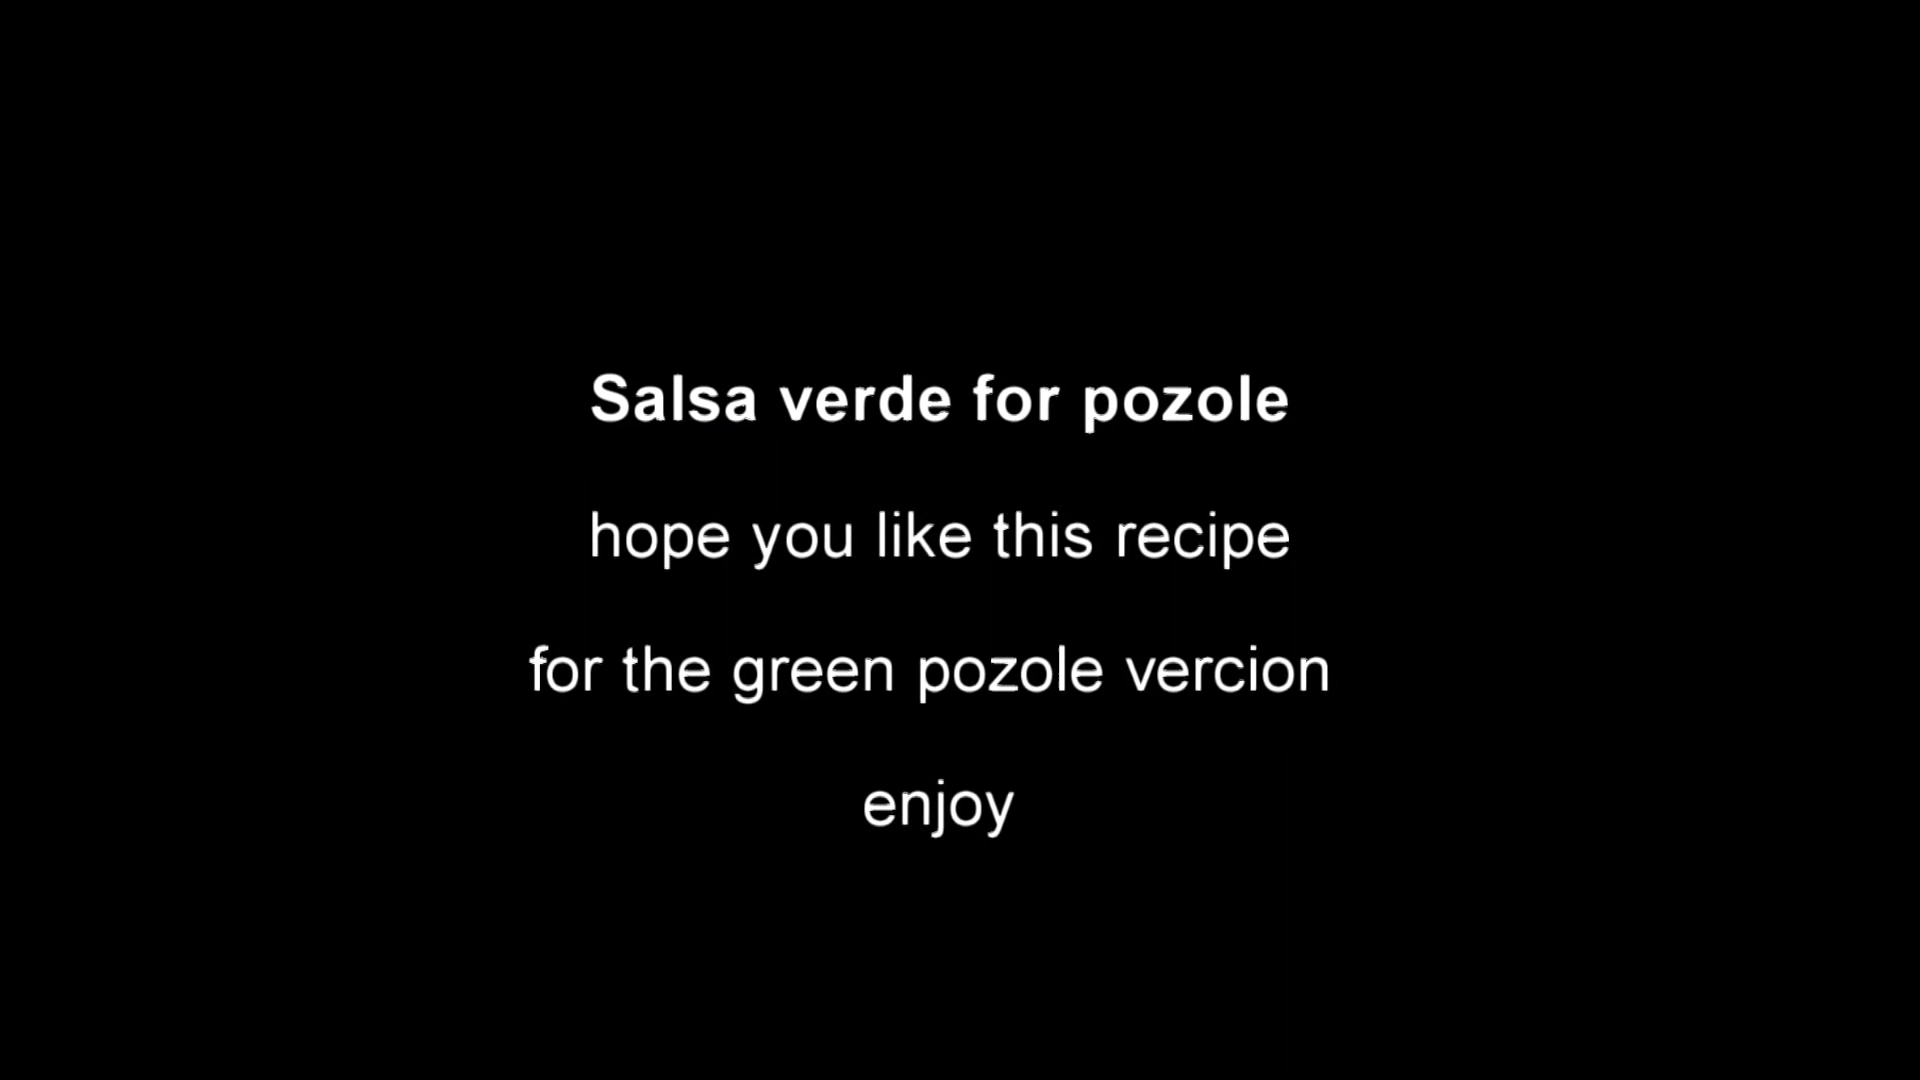 Salsa verde for pozole
hope you like this recipe
for the green pozole vercion
enjoy